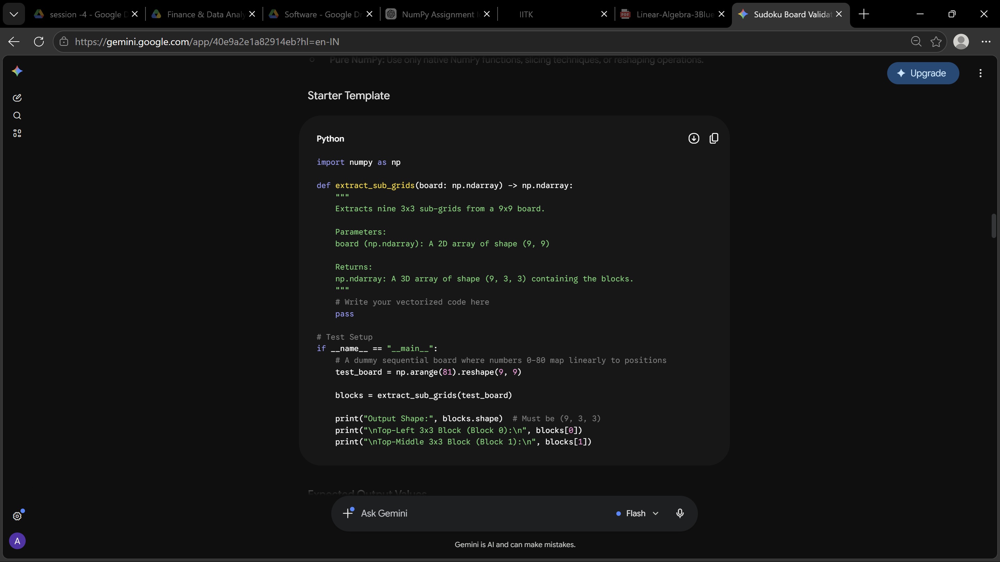 session -4 - Google D
Finance & Data Analy
Software - Google Dr
NumPy Assignment Id
IITK
Linear-Algebra-3Blue
Sudoku Board Validat
https://gemini.google.com/app/40e9a2e1a82914eb?hl=en-IN
Pure NumPy: Use only native NumPy functions, slicing techniques, or reshaping operations.
Upgrade
Starter Template
Python
import numpy as np
def extract_sub_grids(board: np.ndarray) -> np.ndarray:
"""
Extracts nine 3x3 sub-grids from a 9x9 board.
Parameters:
board (np.ndarray): A 2D array of shape (9, 9)
Returns:
np.ndarray: A 3D array of shape (9, 3, 3) containing the blocks.
"""
# Write your vectorized code here
pass
# Test Setup
if __name__ == "__main__":
# A dummy sequential board where numbers 0-80 map linearly to positions
test_board = np.arange(81).reshape(9, 9)
blocks = extract_sub_grids(test_board)
print("Output Shape:", blocks.shape)  # Must be (9, 3, 3)
print("\nTop-Left 3x3 Block (Block 0):\n", blocks[0])
print("\nTop-Middle 3x3 Block (Block 1):\n", blocks[1])
Expected Output Values
Ask Gemini
Flash
A
Gemini is AI and can make mistakes.